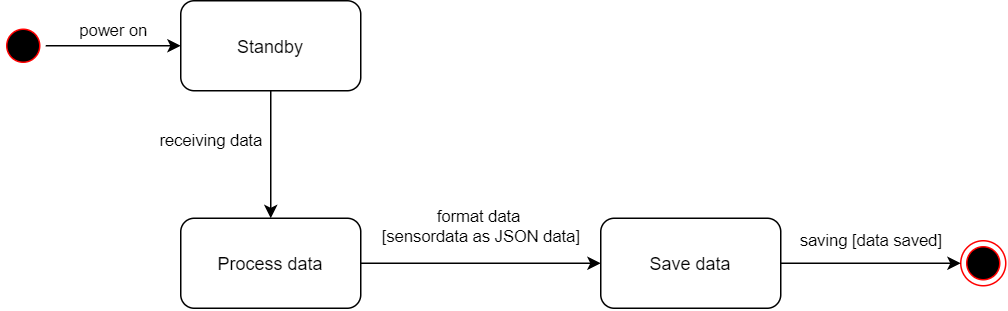 power on
Standby
receiving data
format data
[sensordata as JSON data]
Process data
Save data
saving [data saved]